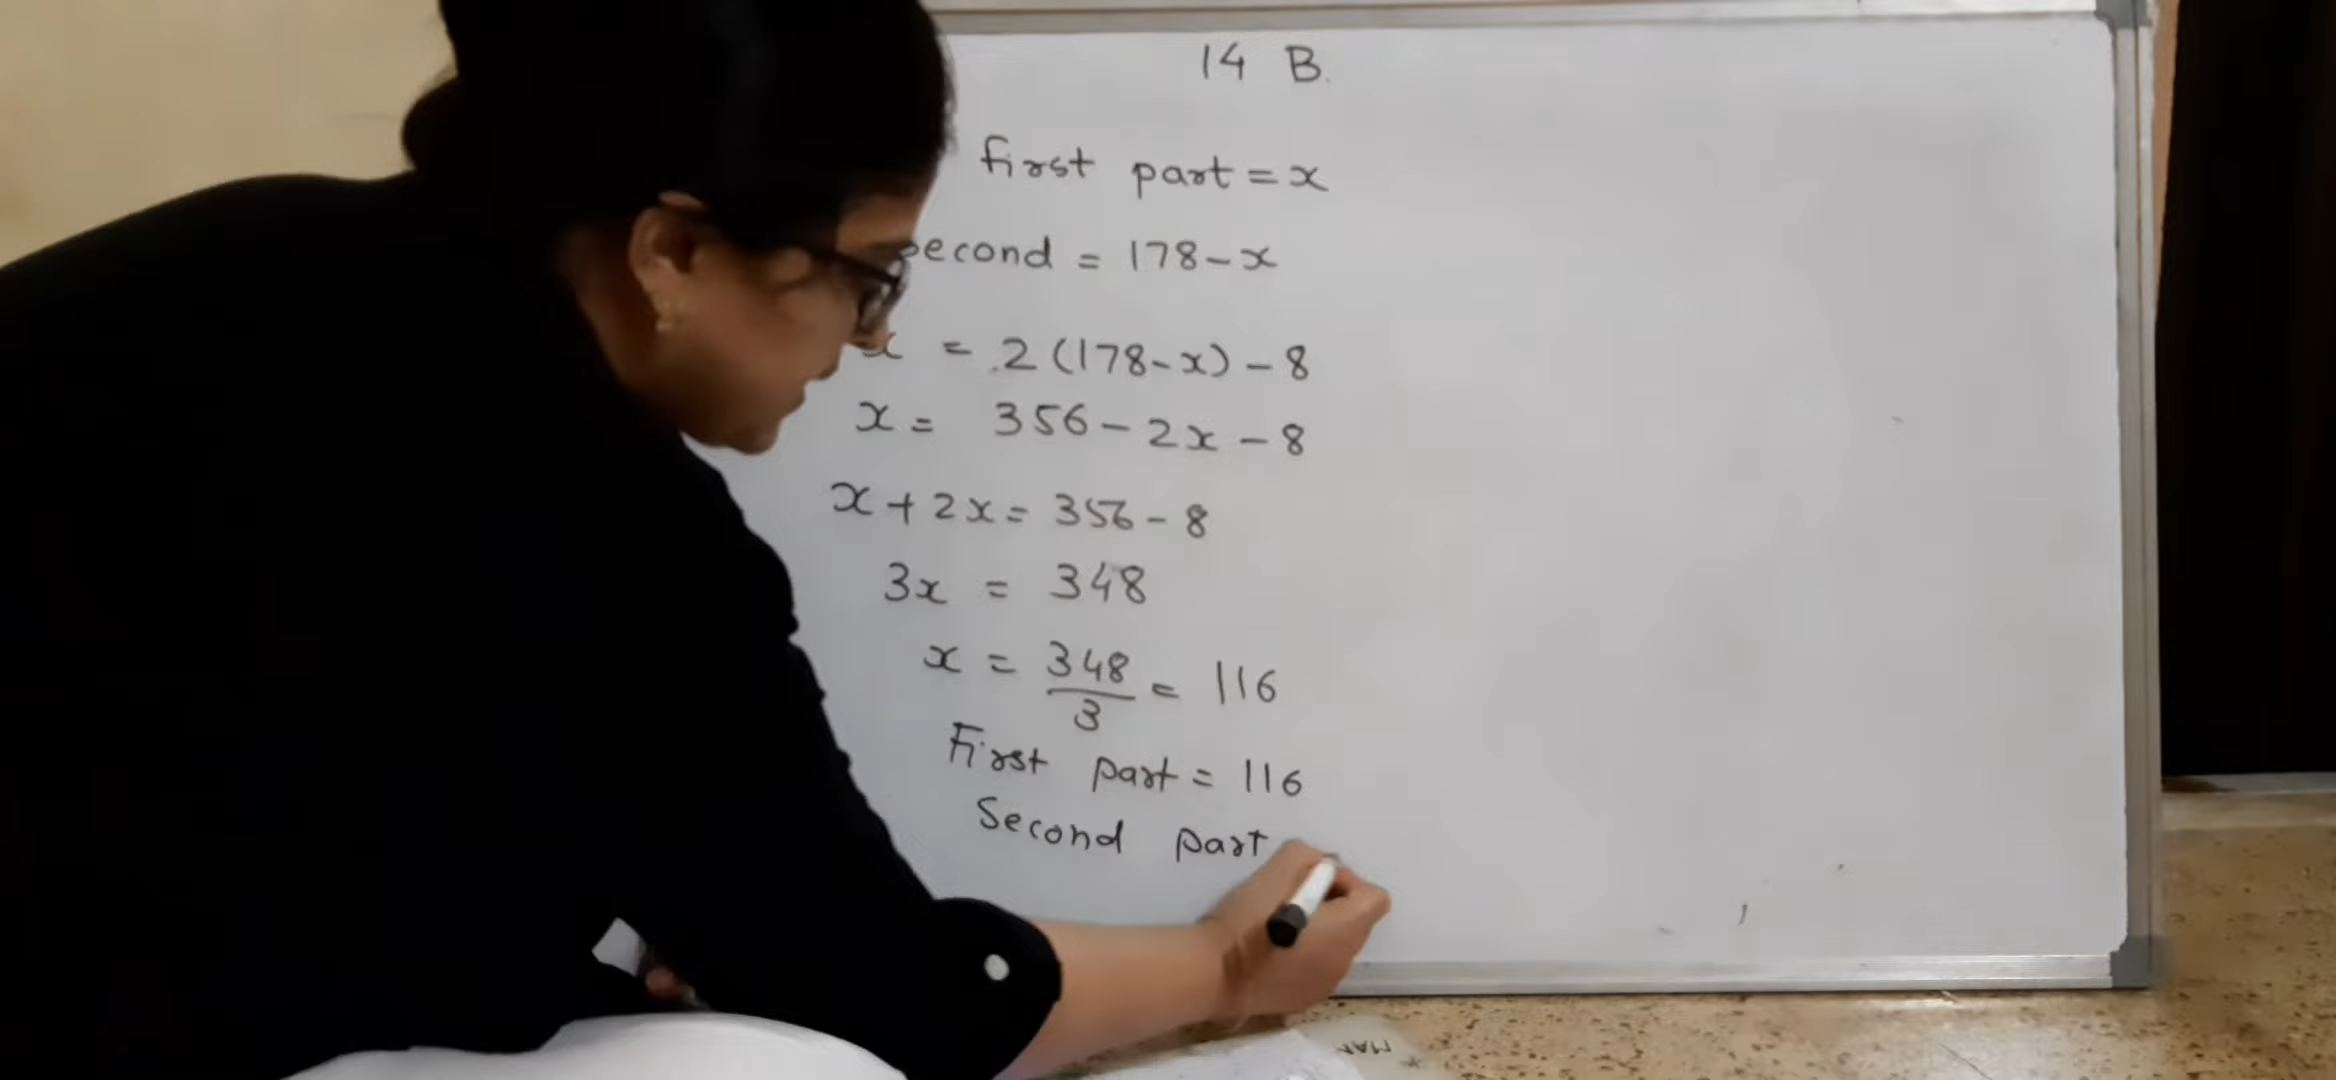 14 B.
first part = x
second = 178 - x
x = 2 (178 - x) - 8
x = 356 - 2x - 8
x + 2x = 356 - 8
3x = 348
x = 348/3 = 116
First part = 116
Second part